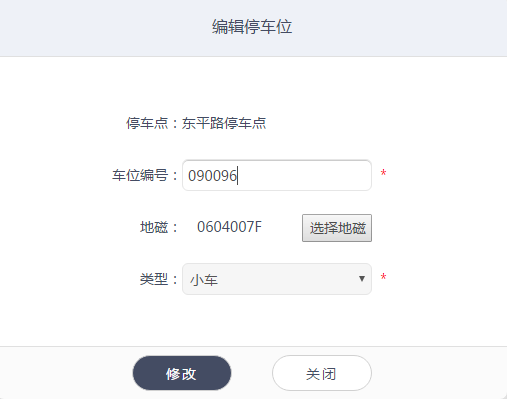 编辑停车位
停车点：东平路停车点
车位编号：090096 *
地磁： 0604007F 选择地磁
类型：小车 *
修改 关闭